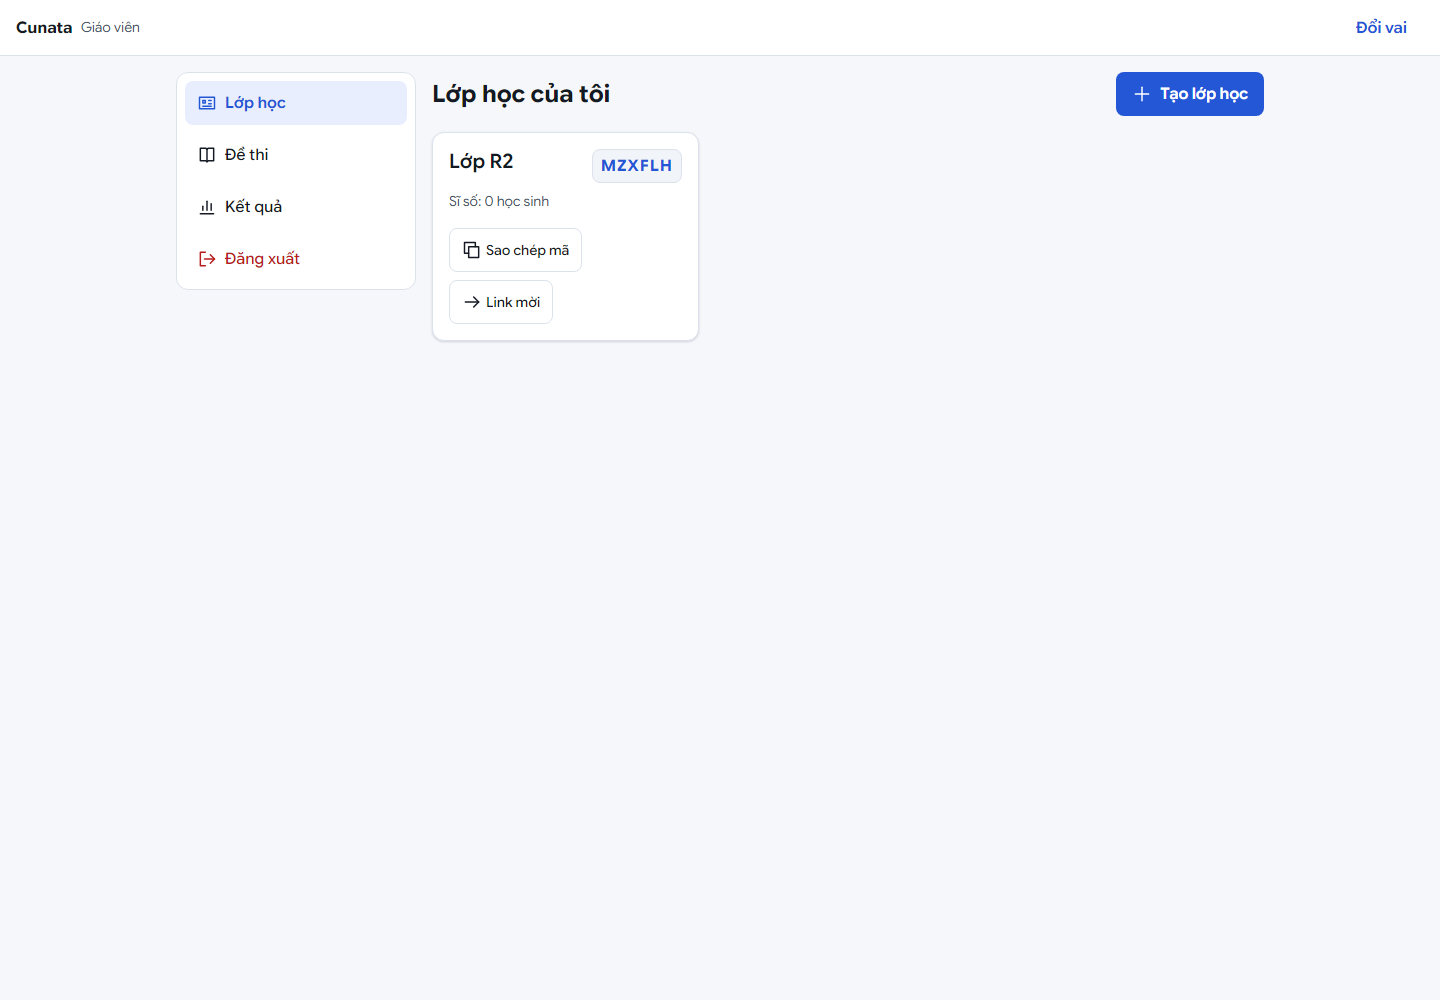 Cunata Giáo viên
Đổi vai
Lớp học
Đề thi
Kết quả
Đăng xuất
Lớp học của tôi
Tạo lớp học
Lớp R2
MZXFLH
Sĩ số: 0 học sinh
Sao chép mã
Link mời